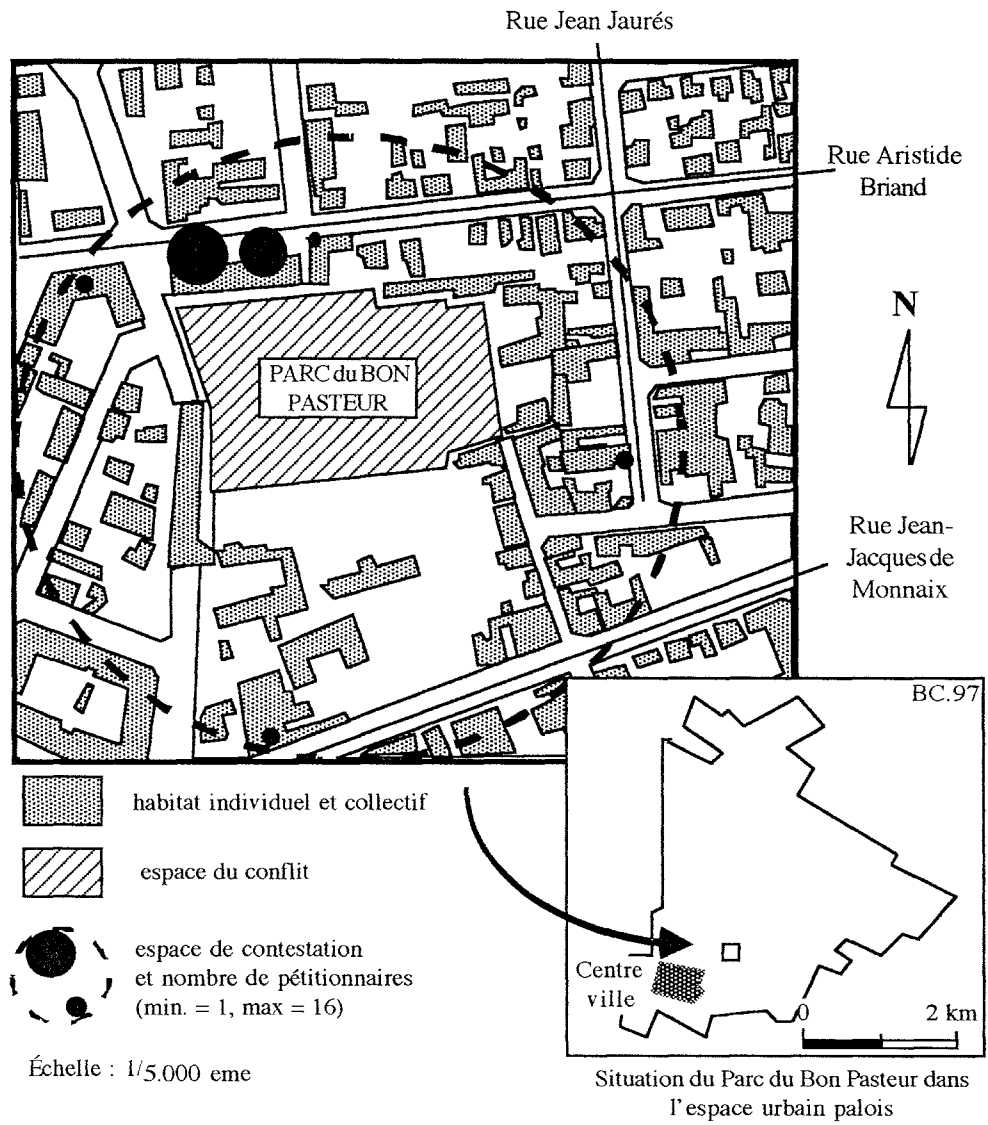 Rue Jean Jaurés
Rue Aristide
Briand
N
PARC du BON
PASTEUR
Rue Jean-
Jacques de
Monnaix
BC.97
habitat individuel et collectif
espace du conflit
espace de contestation
et nombre de pétitionnaires
(min. = 1, max = 16)
Échelle : 1/5.000 eme
Centre
ville
0 2 km
Situation du Parc du Bon Pasteur dans
l'espace urbain palois